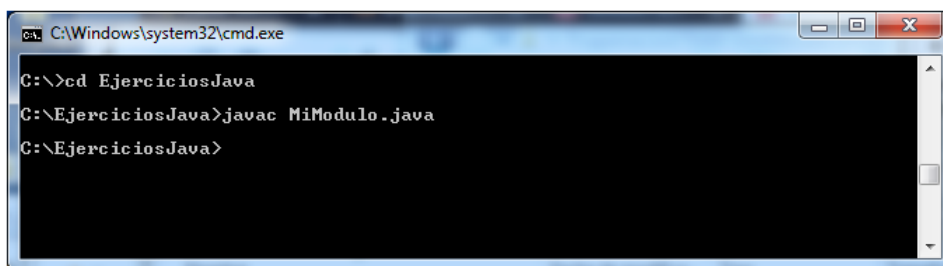 C:\Windows\system32\cmd.exe
C:\>cd EjerciciosJava
C:\EjerciciosJava>javac MiModulo.java
C:\EjerciciosJava>